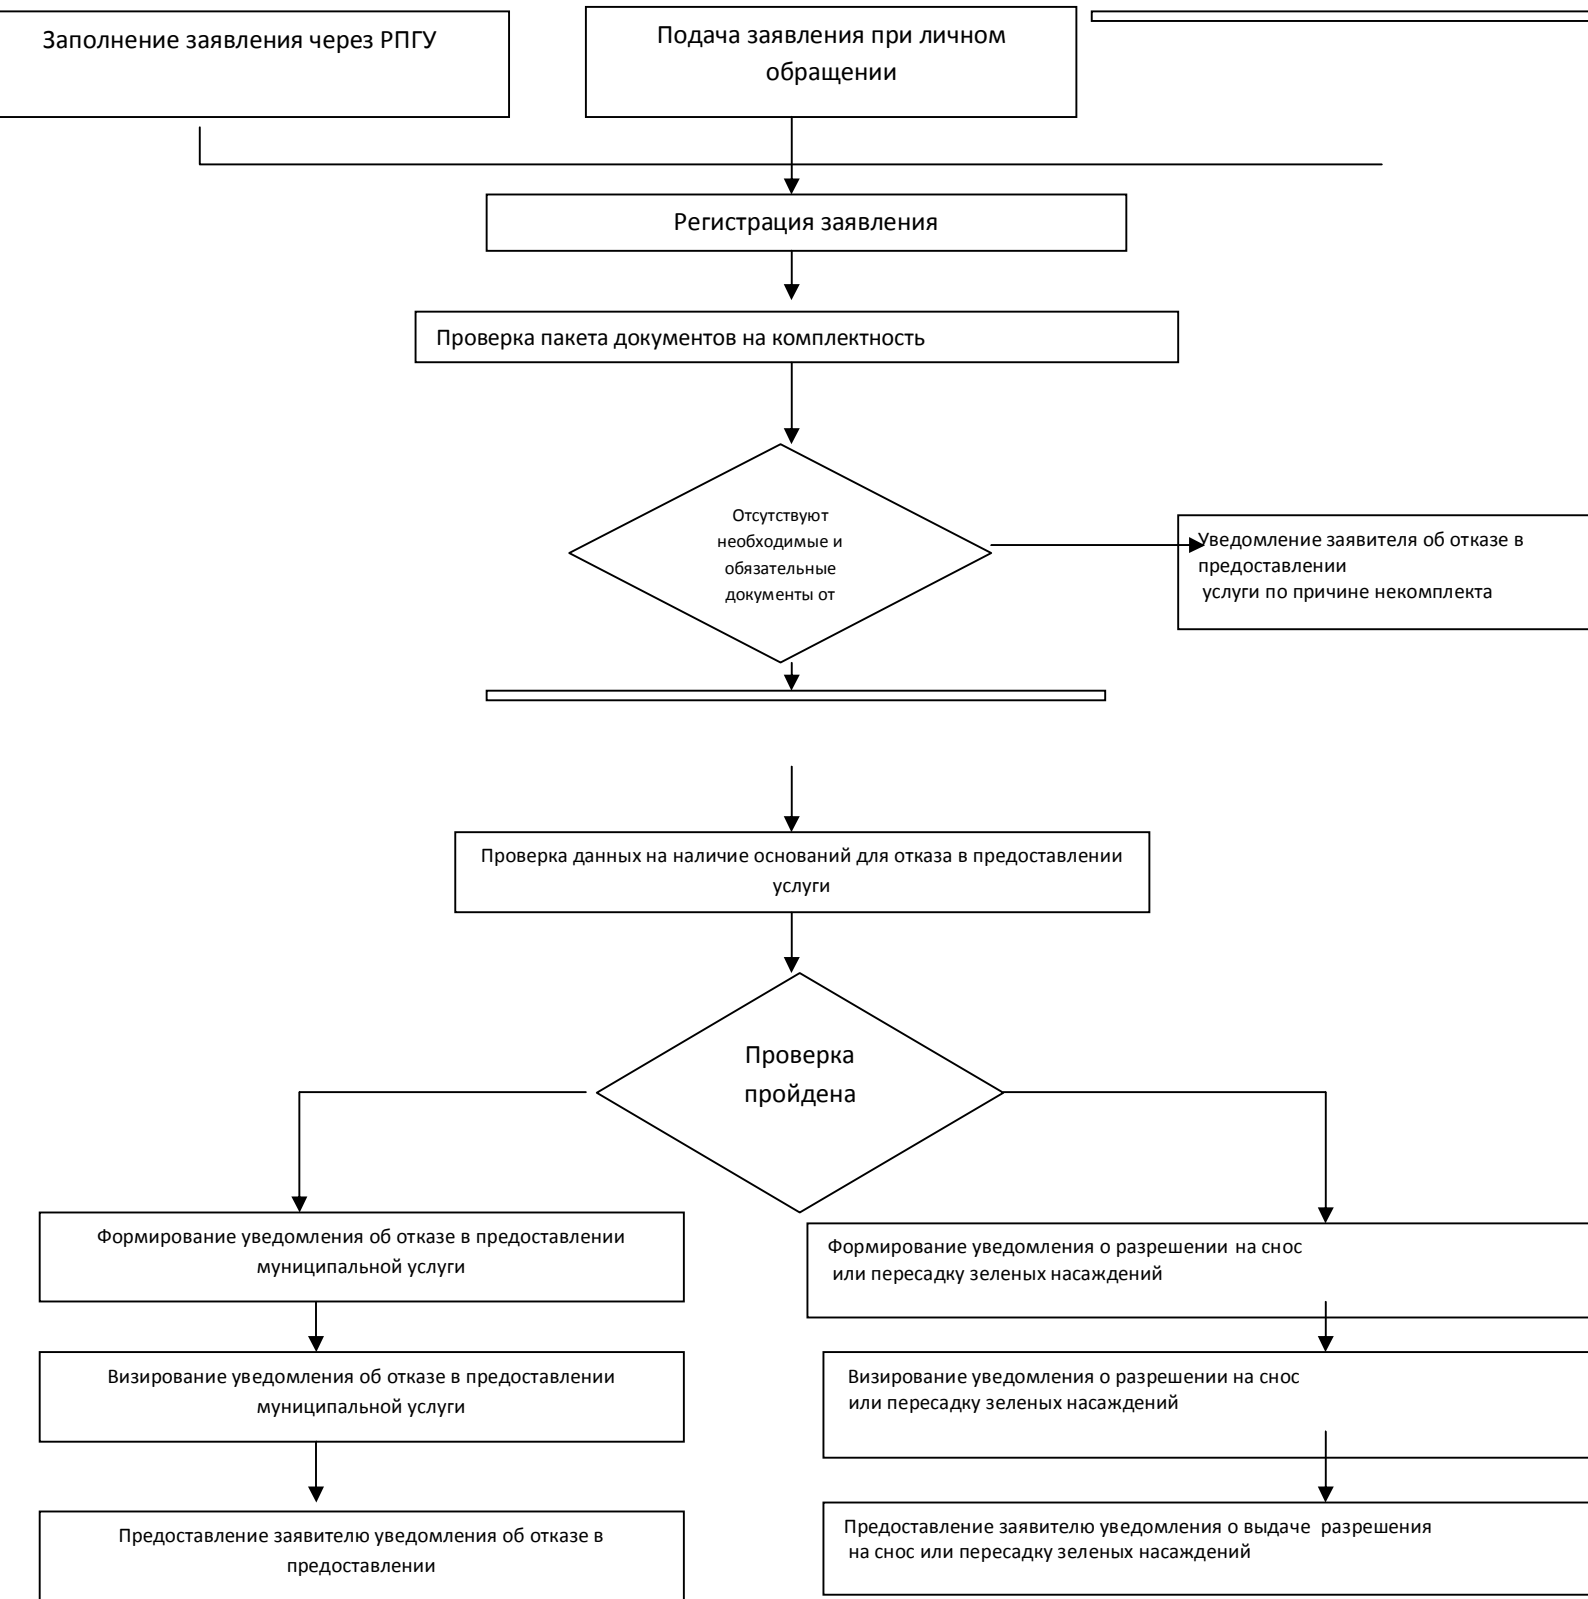 Заполнение заявления через РПГУ
Подача заявления при личном
обращении
Регистрация заявления
Проверка пакета документов на комплектность
Отсутствуют
необходимые и
обязательные
документы от
Уведомление заявителя об отказе в
предоставлении
услуги по причине некомплекта
Проверка данных на наличие оснований для отказа в предоставлении
услуги
Проверка
пройдена
Формирование уведомления об отказе в предоставлении
муниципальной услуги
Формирование уведомления о разрешении на снос
или пересадку зеленых насаждений
Визирование уведомления об отказе в предоставлении
муниципальной услуги
Визирование уведомления о разрешении на снос
или пересадку зеленых насаждений
Предоставление заявителю уведомления об отказе в
предоставлении
Предоставление заявителю уведомления о выдаче разрешения
на снос или пересадку зеленых насаждений